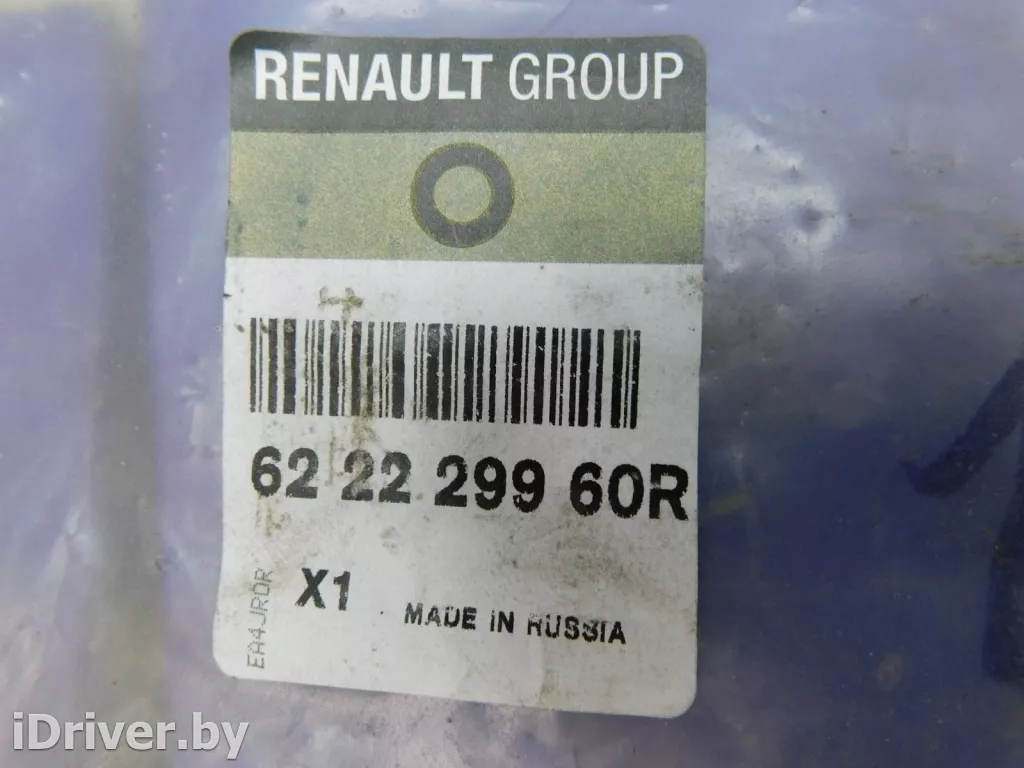 RENAULT GROUP
62 22 299 60R
X1
MADE IN RUSSIA
EA4JR0R
iDriver.by